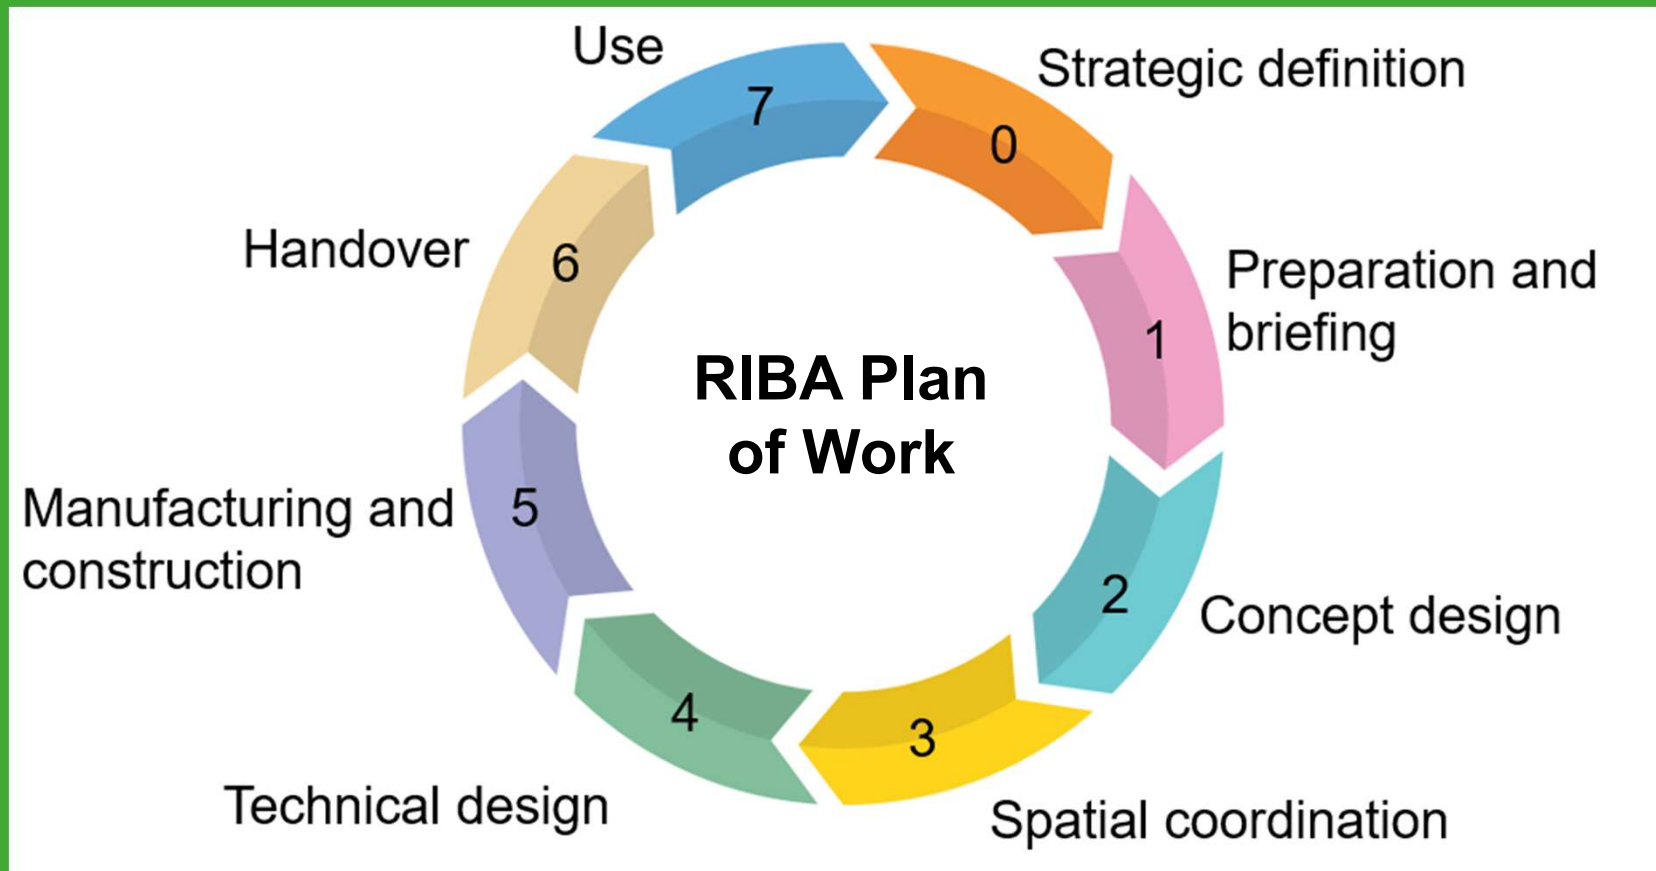 RIBA Plan
of Work
0
Strategic definition
1
Preparation and
briefing
2
Concept design
3
Spatial coordination
4
Technical design
5
Manufacturing and
construction
6
Handover
7
Use